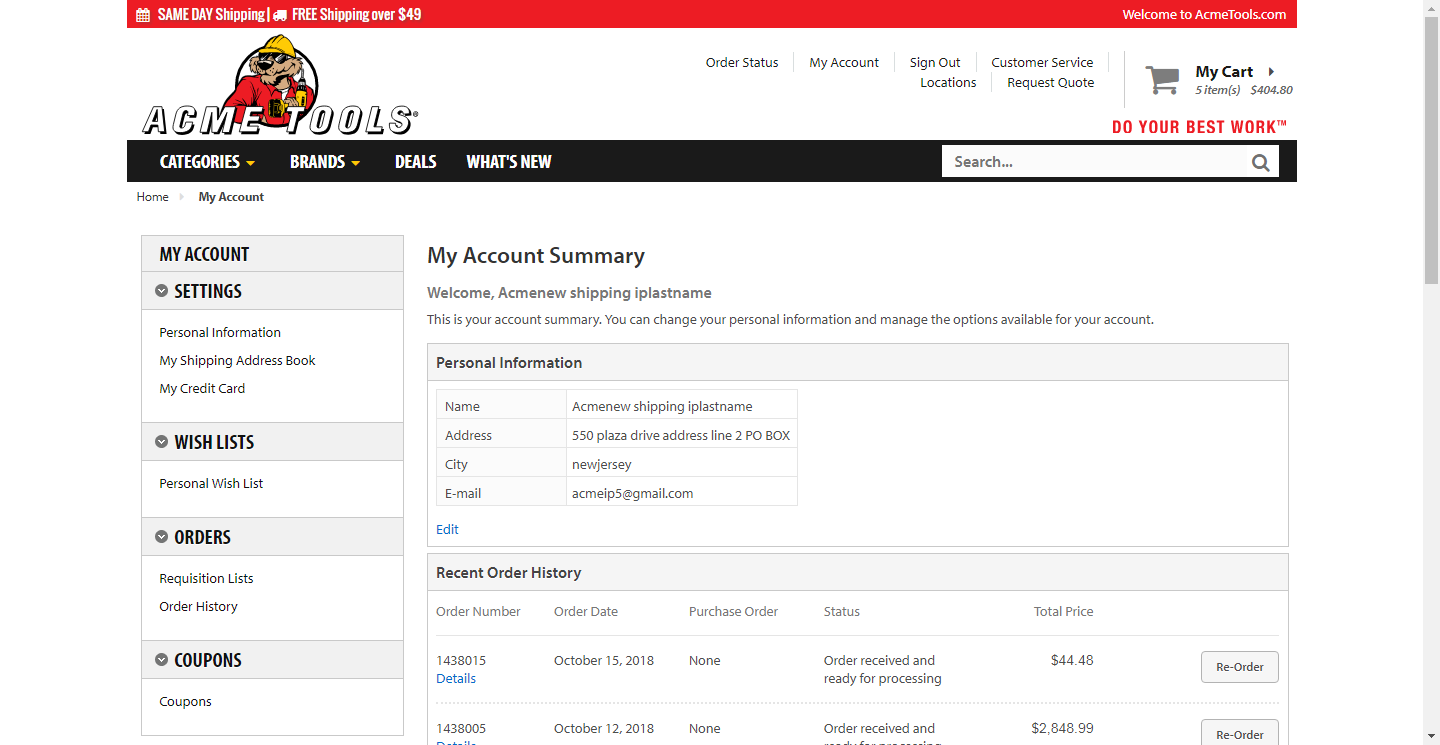 SAME DAY Shipping | FREE Shipping over $49
Welcome to AcmeTools.com
ACME TOOLS®
Order Status
My Account
Sign Out
Customer Service
Locations
Request Quote
My Cart
5 item(s) $404.80
DO YOUR BEST WORK™
CATEGORIES
BRANDS
DEALS
WHAT'S NEW
Search...
Home
My Account
MY ACCOUNT
SETTINGS
Personal Information
My Shipping Address Book
My Credit Card
WISH LISTS
Personal Wish List
ORDERS
Requisition Lists
Order History
COUPONS
Coupons
My Account Summary
Welcome, Acmenew shipping iplastname
This is your account summary. You can change your personal information and manage the options available for your account.
Personal Information
Name Acmenew shipping iplastname
Address 550 plaza drive address line 2 PO BOX
City newjersey
E-mail acmeip5@gmail.com
Edit
Recent Order History
Order Number Order Date Purchase Order Status Total Price
1438015 October 15, 2018 None Order received and $44.48
Details ready for processing
Re-Order
1438005 October 12, 2018 None Order received and $2,848.99
Details ready for processing
Re-Order